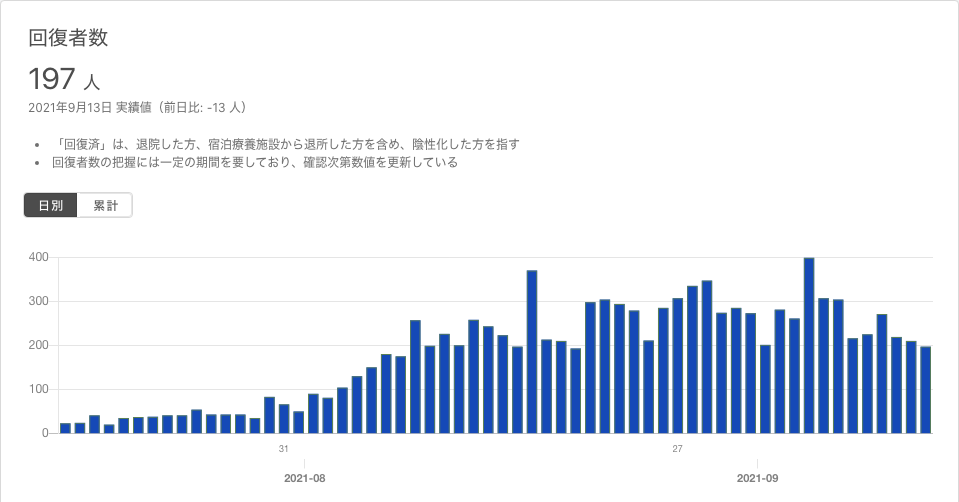 回復者数
197 人
2021年9月13日 実績値（前日比: -13 人）
• 「回復済」は、退院した方、宿泊療養施設から退所した方を含め、陰性化した方を指す
• 回復者数の把握には一定の期間を要しており、確認次第数値を更新している
日別 累計
400
300
200
100
0
31 27
2021-08 2021-09